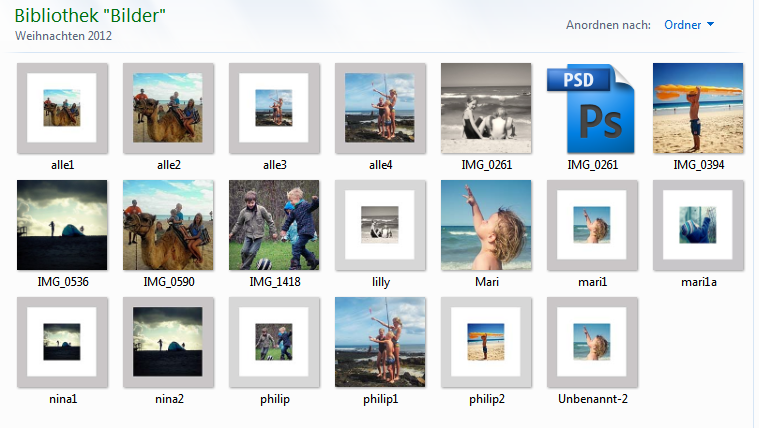 Bibliothek "Bilder"
Weihnachten 2012
Anordnen nach: Ordner
PSD
Ps
alle1 alle2 alle3 alle4 IMG_0261 IMG_0261 IMG_0394
IMG_0536 IMG_0590 IMG_1418 lilly Mari mari1 mari1a
nina1 nina2 philip philip1 philip2 Unbenannt-2